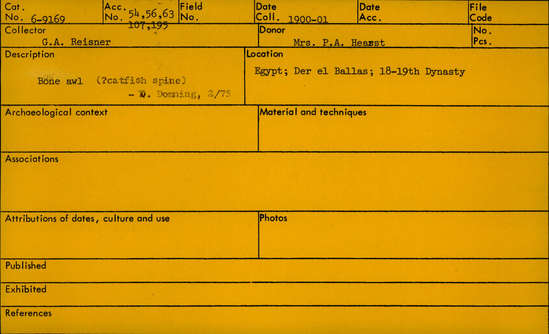 Cat. No. 6-9169
Acc. No. 54,56,63 107,195
Field No.
Date Coll. 1900-01
Date Acc.
File Code
Collector
G.A. Reisner
Donor
Mrs. P.A. Hearst
No. Pcs.
Description
Bone awl (?catfish spine)
- D. Domning, 2/75
Location
Egypt; Der el Ballas; 18-19th Dynasty
Archaeological context
Material and techniques
Associations
Attributions of dates, culture and use
Photos
Published
Exhibited
References